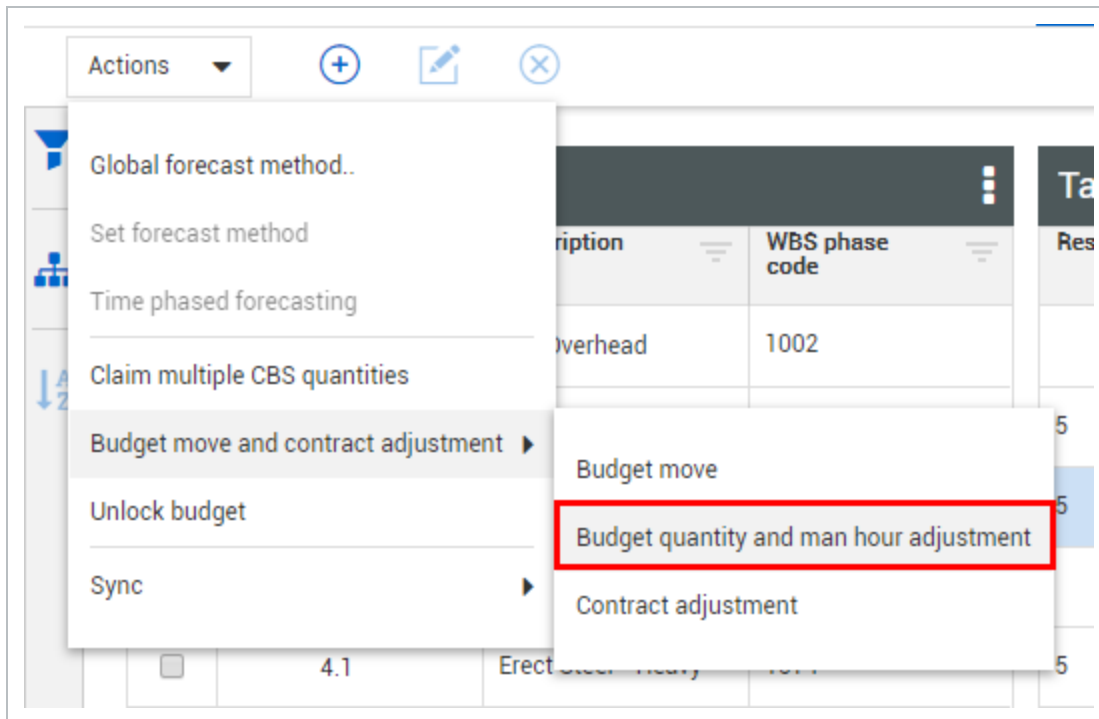 Actions
Global forecast method..
Set forecast method
Time phased forecasting
Claim multiple CBS quantities
Budget move and contract adjustment
Unlock budget
Sync
Budget move
Budget quantity and man hour adjustment
Contract adjustment
Ta
ription
WBS phase
code
Res
Overhead
1002
5
5
4.1
Erect
5